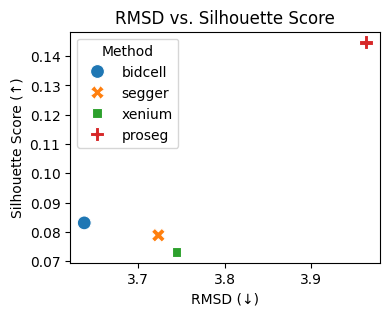 RMSD vs. Silhouette Score
Silhouette Score (↑)
0.14
0.13
0.12
0.11
0.10
0.09
0.08
0.07
Method
bidcell
segger
xenium
proseg
3.7
3.8
3.9
RMSD (↓)